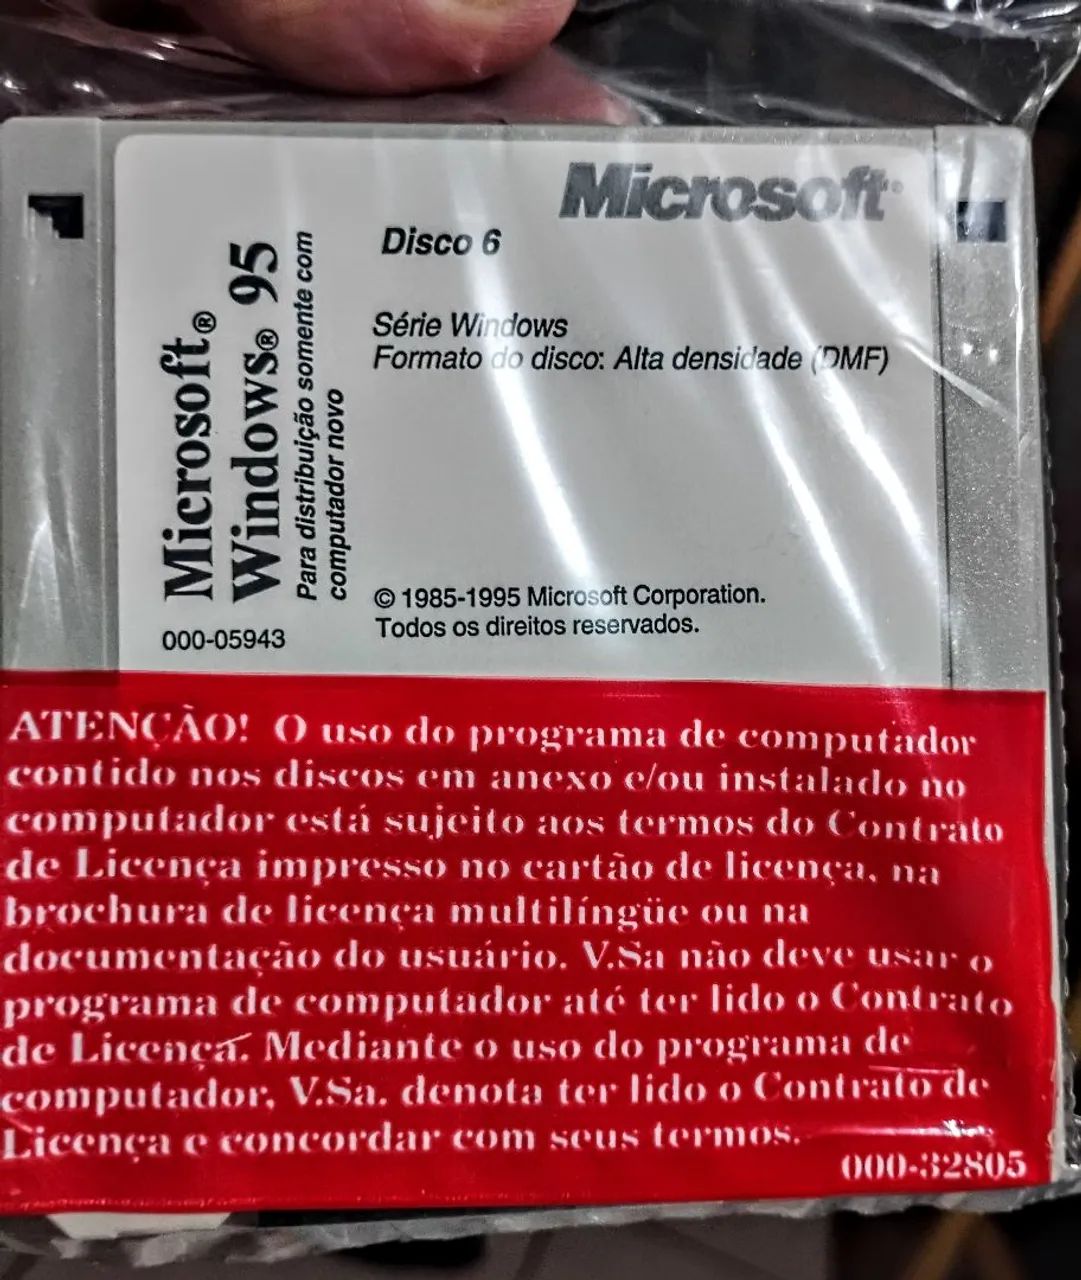 Microsoft
Disco 6
Série Windows
Formato do disco: Alta densidade (DMF)
Microsoft®
Windows® 95
Para distribuição somente com
computador novo
000-05943
© 1985-1995 Microsoft Corporation.
Todos os direitos reservados.
ATENÇÃO! O uso do programa de computador
contido nos discos em anexo e/ou instalado no
computador está sujeito aos termos do Contrato
de Licença impresso no cartão de licença, na
brochura de licença multilíngüe ou na
documentação do usuário. V.Sa não deve usar o
programa de computador até ter lido o Contrato
de Licença. Mediante o uso do programa de
computador, V.Sa. denota ter lido o Contrato de
Licença e concordar com seus termos.
000-32805